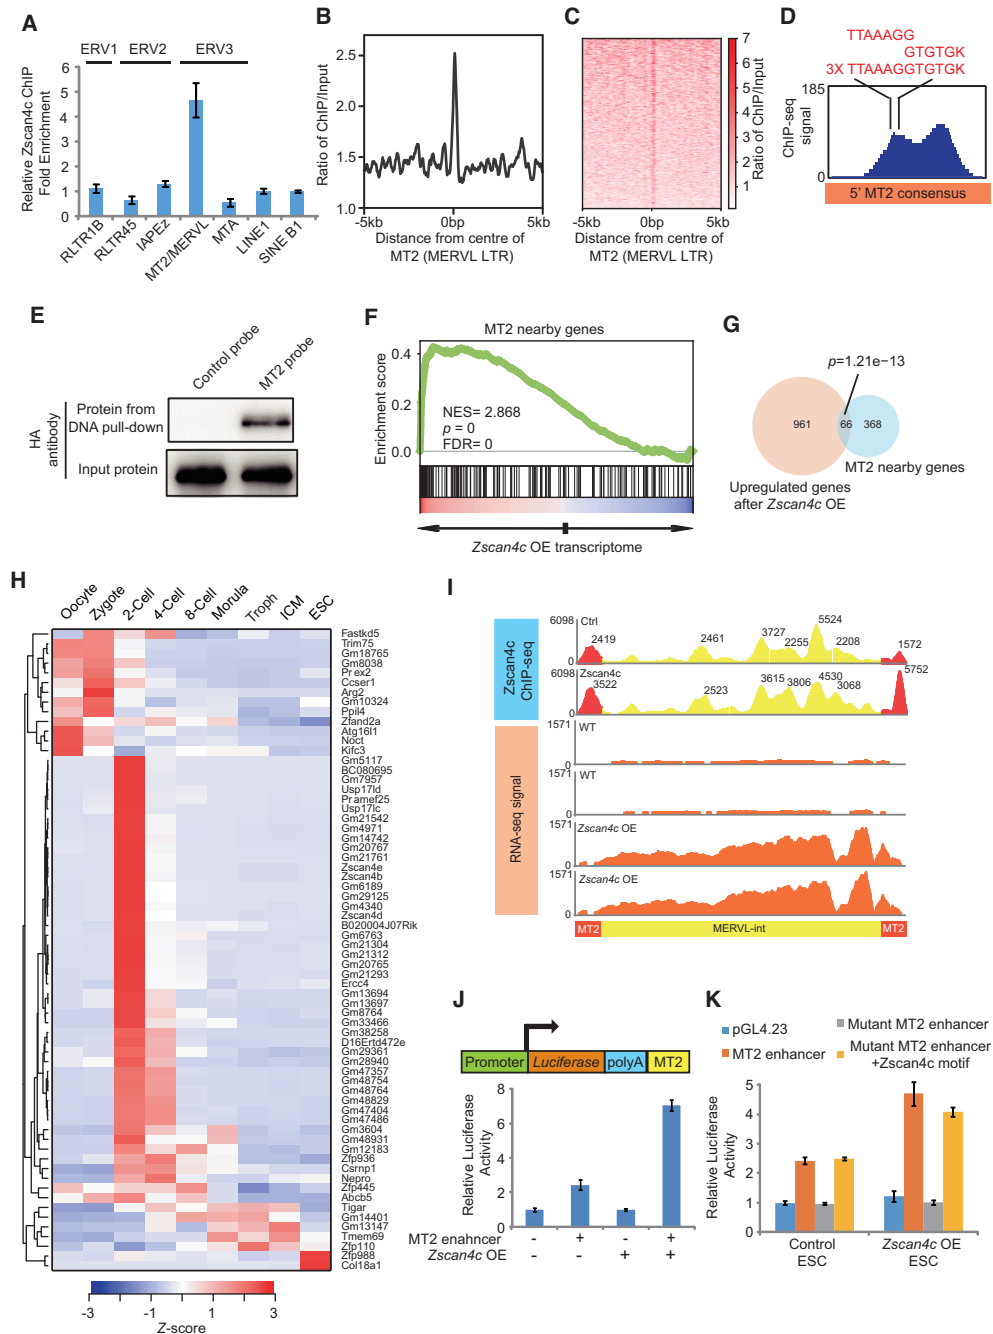 A
ERV1 ERV2 ERV3
Relative Zscan4c ChIP
Fold Enrichment
6
5
4
3
2
1
0
RLTR1B
RLTR45
IAPEz
MT2/MERVL
MTA
LINE1
SINE B1
B
Ratio of ChIP/Input
2.5
2.0
1.5
1.0
-5kb 0bp 5kb
Distance from centre of
MT2 (MERVL LTR)
C
7
6
5
4
3
2
1
Ratio of ChIP/Input
-5kb 0bp 5kb
Distance from centre of
MT2 (MERVL LTR)
D
TTAAAGG
GTGTGK
3X TTAAAGGTGTGK
185
0
ChIP-seq
signal
5' MT2 consensus
E
Control probe
MT2 probe
HA
antibody
Protein from
DNA pull-down
Input protein
F
MT2 nearby genes
Enrichment score
0.4
0.2
0.0
NES= 2.868
p = 0
FDR= 0
Zscan4c OE transcriptome
G
p=1.21e−13
961 66 368
MT2 nearby genes
Upregulated genes
after Zscan4c OE
H
Oocyte
Zygote
2-Cell
4-Cell
8-Cell
Morula
Troph
ICM
ESC
Fastkd5
Trim75
Gm18765
Gm8038
Prex2
Ccser1
Arg2
Gm10324
Ppil4
Zfand2a
Atg16l1
Noct
Kifc3
Gm5117
BC080695
Gm7957
Usp17ld
Pramef25
Usp17lc
Gm21542
Gm4971
Gm14742
Gm20767
Gm21761
Zscan4e
Zscan4b
Gm6189
Gm29125
Gm4340
Zscan4d
B020004J07Rik
Gm6763
Gm21304
Gm21312
Gm20765
Gm21293
Ercc4
Gm13694
Gm13697
Gm8764
Gm33466
Gm38258
D16Ertd472e
Gm29361
Gm28940
Gm47357
Gm48754
Gm48764
Gm48829
Gm47404
Gm47486
Gm3604
Gm48931
Gm12183
Zfp936
Csrnp1
Nepro
Zfp445
Abcb5
Tigar
Gm14401
Gm13147
Tmem69
Zfp110
Zfp988
Col18a1
-3 -1 1 3
Z-score
I
Zscan4c
ChIP-seq
6098
0
Ctrl
2419 2461 3727 2255 5524 2208 1572
6098
0
Zscan4c
3522 2523 3615 3806 4530 3068 5752
RNA-seq signal
1571
0
WT
1571
0
WT
1571
0
Zscan4c OE
1571
0
Zscan4c OE
MT2 MERVL-int MT2
J
Promoter Luciferase polyA MT2
Relative Luciferase
Activity
8
6
4
2
0
MT2 enahncer - + - +
Zscan4c OE - - + +
K
pGL4.23
MT2 enhancer
Mutant MT2 enhancer
Mutant MT2 enhancer
+Zscan4c motif
Relative Luciferase
Activity
5
4
3
2
1
0
Control
ESC
Zscan4c OE
ESC